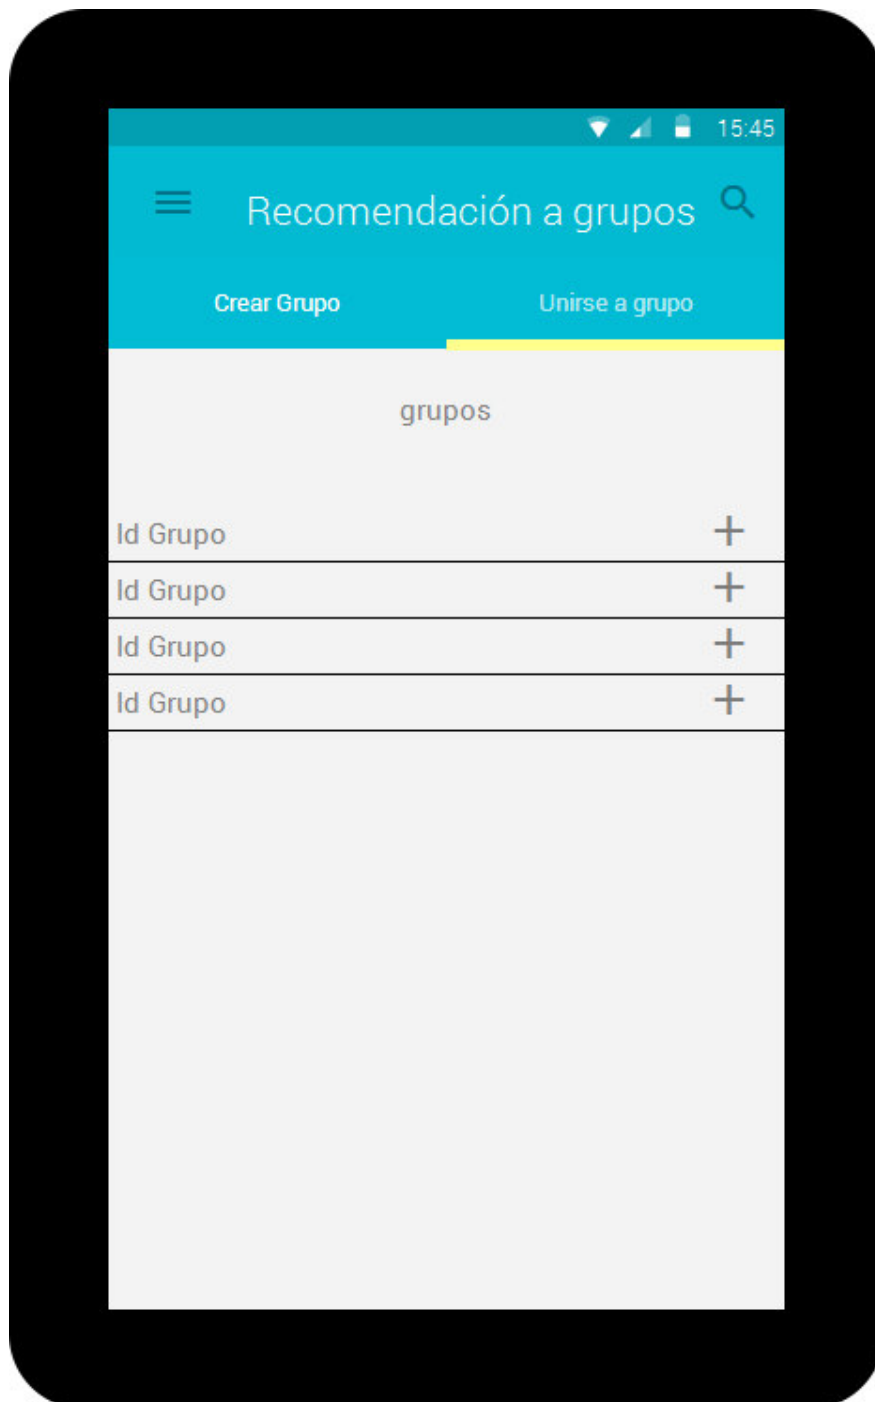 15:45
Recomendación a grupos
Crear Grupo Unirse a grupo
grupos
Id Grupo +
Id Grupo +
Id Grupo +
Id Grupo +